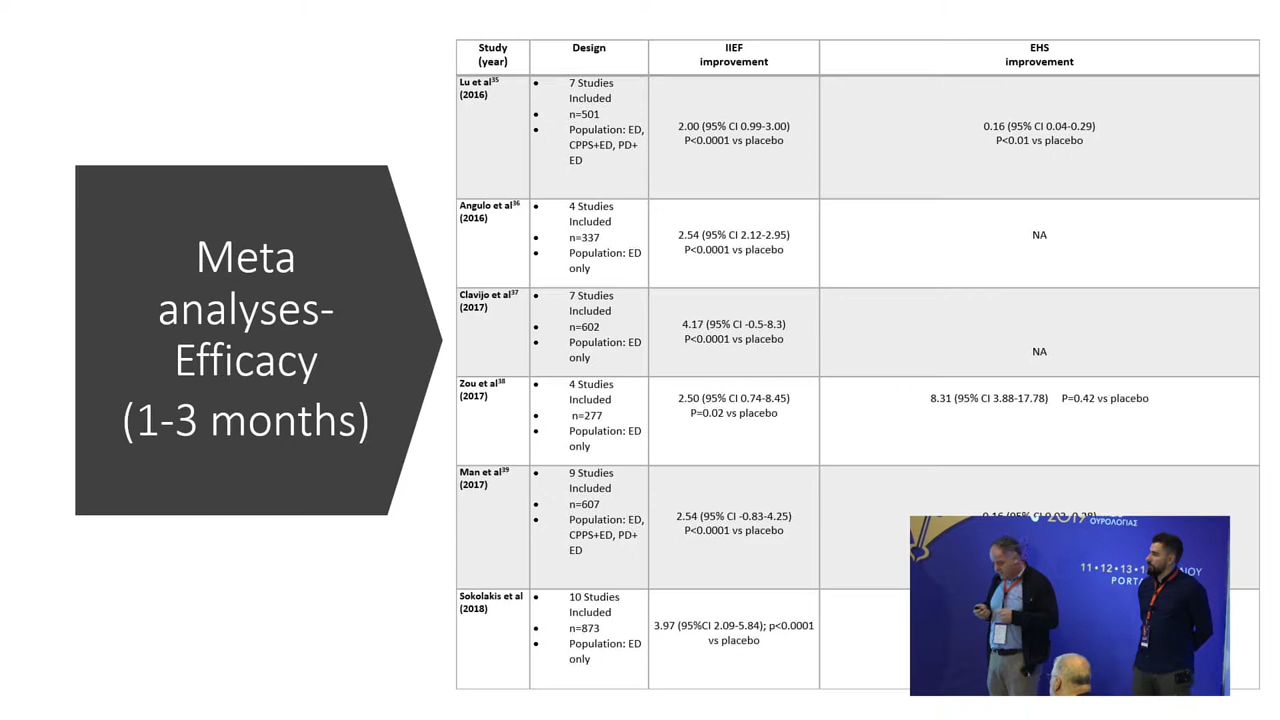 Meta
analyses-
Efficacy
(1-3 months)
Study
(year)
Design
IIEF
improvement
EHS
improvement
Lu et al35
(2016)
• 7 Studies
Included
• n=501
• Population: ED,
CPPS+ED, PD+
ED
2.00 (95% CI 0.99-3.00)
P<0.0001 vs placebo
0.16 (95% CI 0.04-0.29)
P<0.01 vs placebo
Angulo et al36
(2016)
• 4 Studies
Included
• n=337
• Population: ED
only
2.54 (95% CI 2.12-2.95)
P<0.0001 vs placebo
NA
Clavijo et al37
(2017)
• 7 Studies
Included
• n=602
• Population: ED
only
4.17 (95% CI -0.5-8.3)
P<0.0001 vs placebo
NA
Zou et al38
(2017)
• 4 Studies
Included
• n=277
• Population: ED
only
2.50 (95% CI 0.74-8.45)
P=0.02 vs placebo
8.31 (95% CI 3.88-17.78) P=0.42 vs placebo
Man et al39
(2017)
• 9 Studies
Included
• n=607
• Population: ED,
CPPS+ED, PD+
ED
2.54 (95% CI -0.83-4.25)
P<0.0001 vs placebo
Sokolakis et al
(2018)
• 10 Studies
Included
• n=873
• Population: ED
only
3.97 (95%CI 2.09-5.84); p<0.0001
vs placebo
2019
ΟΥΡΟΛΟΓΙΑΣ
11•12•13•1
ΙΟΥ
PORTA